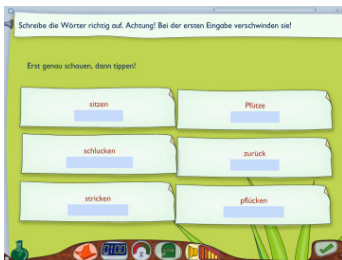 Schreibe die Wörter richtig auf. Achtung! Bei der ersten Eingabe verschwinden sie!
Erst genau schauen, dann tippen!
sitzen
Pfütze
schlucken
zurück
stricken
pflücken